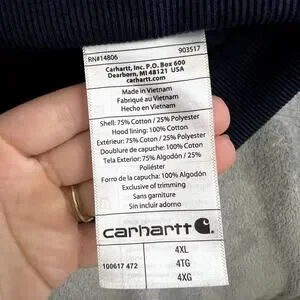 RN#14806 903517
Carhartt, Inc. P.O. Box 600
Dearborn, MI 48121 USA
carhartt.com
Made in Vietnam
Fabriqué au Vietnam
Hecho en Vietnam
Shell: 75% Cotton / 25% Polyester
Hood lining: 100% Cotton
Extérieur: 75% Coton / 25% Polyester
Doublure de capuche: 100% Coton
Tela Exterior: 75% Algodón / 25%
Poliéster
Forro de capucha: 100% Algodón
Exclusive of trimming
Sans garniture
Sin incluir adorno
carhartt
4XL
100617 472 4TG
4XG